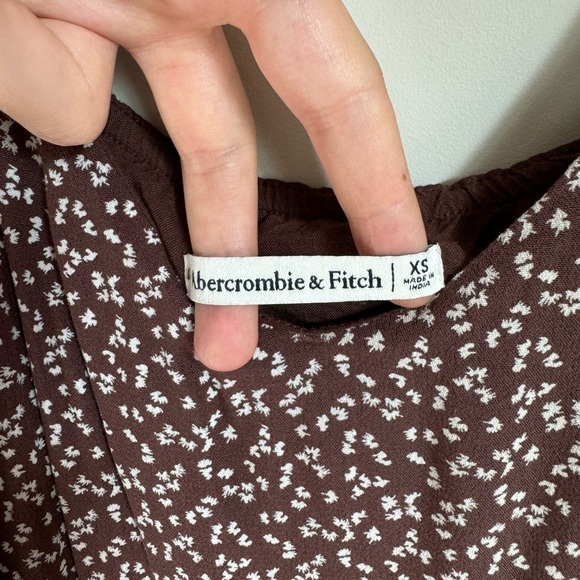 Abercrombie & Fitch | XS
MADE IN
INDIA